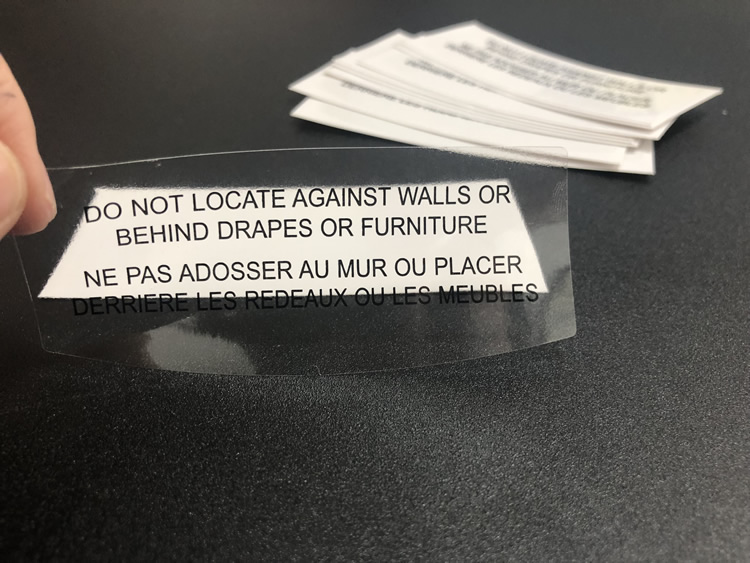 DO NOT LOCATE AGAINST WALLS OR
BEHIND DRAPES OR FURNITURE
NE PAS ADOSSER AU MUR OU PLACER
DERRIERE LES REDEAUX OU LES MEUBLES